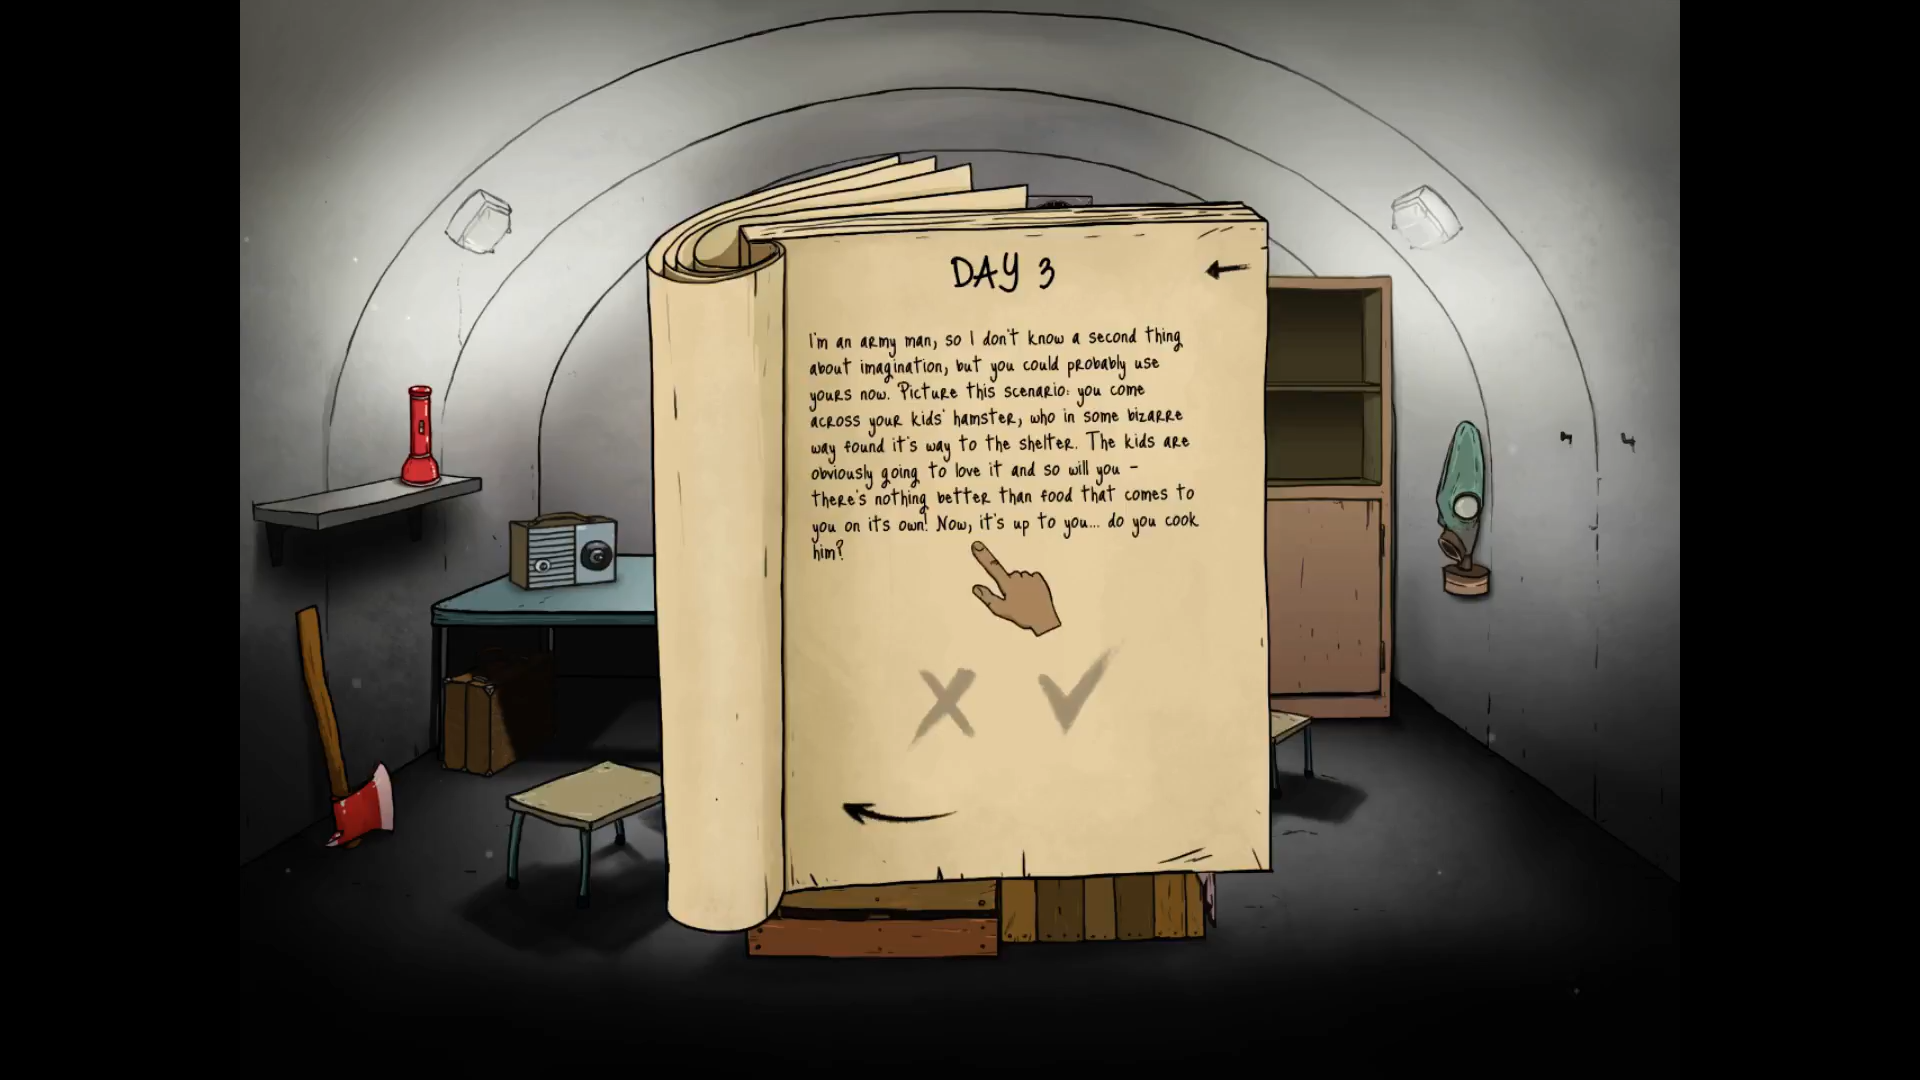 DAY 3
I'm an army man, so I don't know a second thing
about imagination, but you could probably use
yours now. Picture this scenario: you come
across your kids' hamster, who in some bizarre
way found it's way to the shelter. The kids are
obviously going to love it and so will you -
there's nothing better than food that comes to
you on its own! Now, it's up to you... do you cook
him?